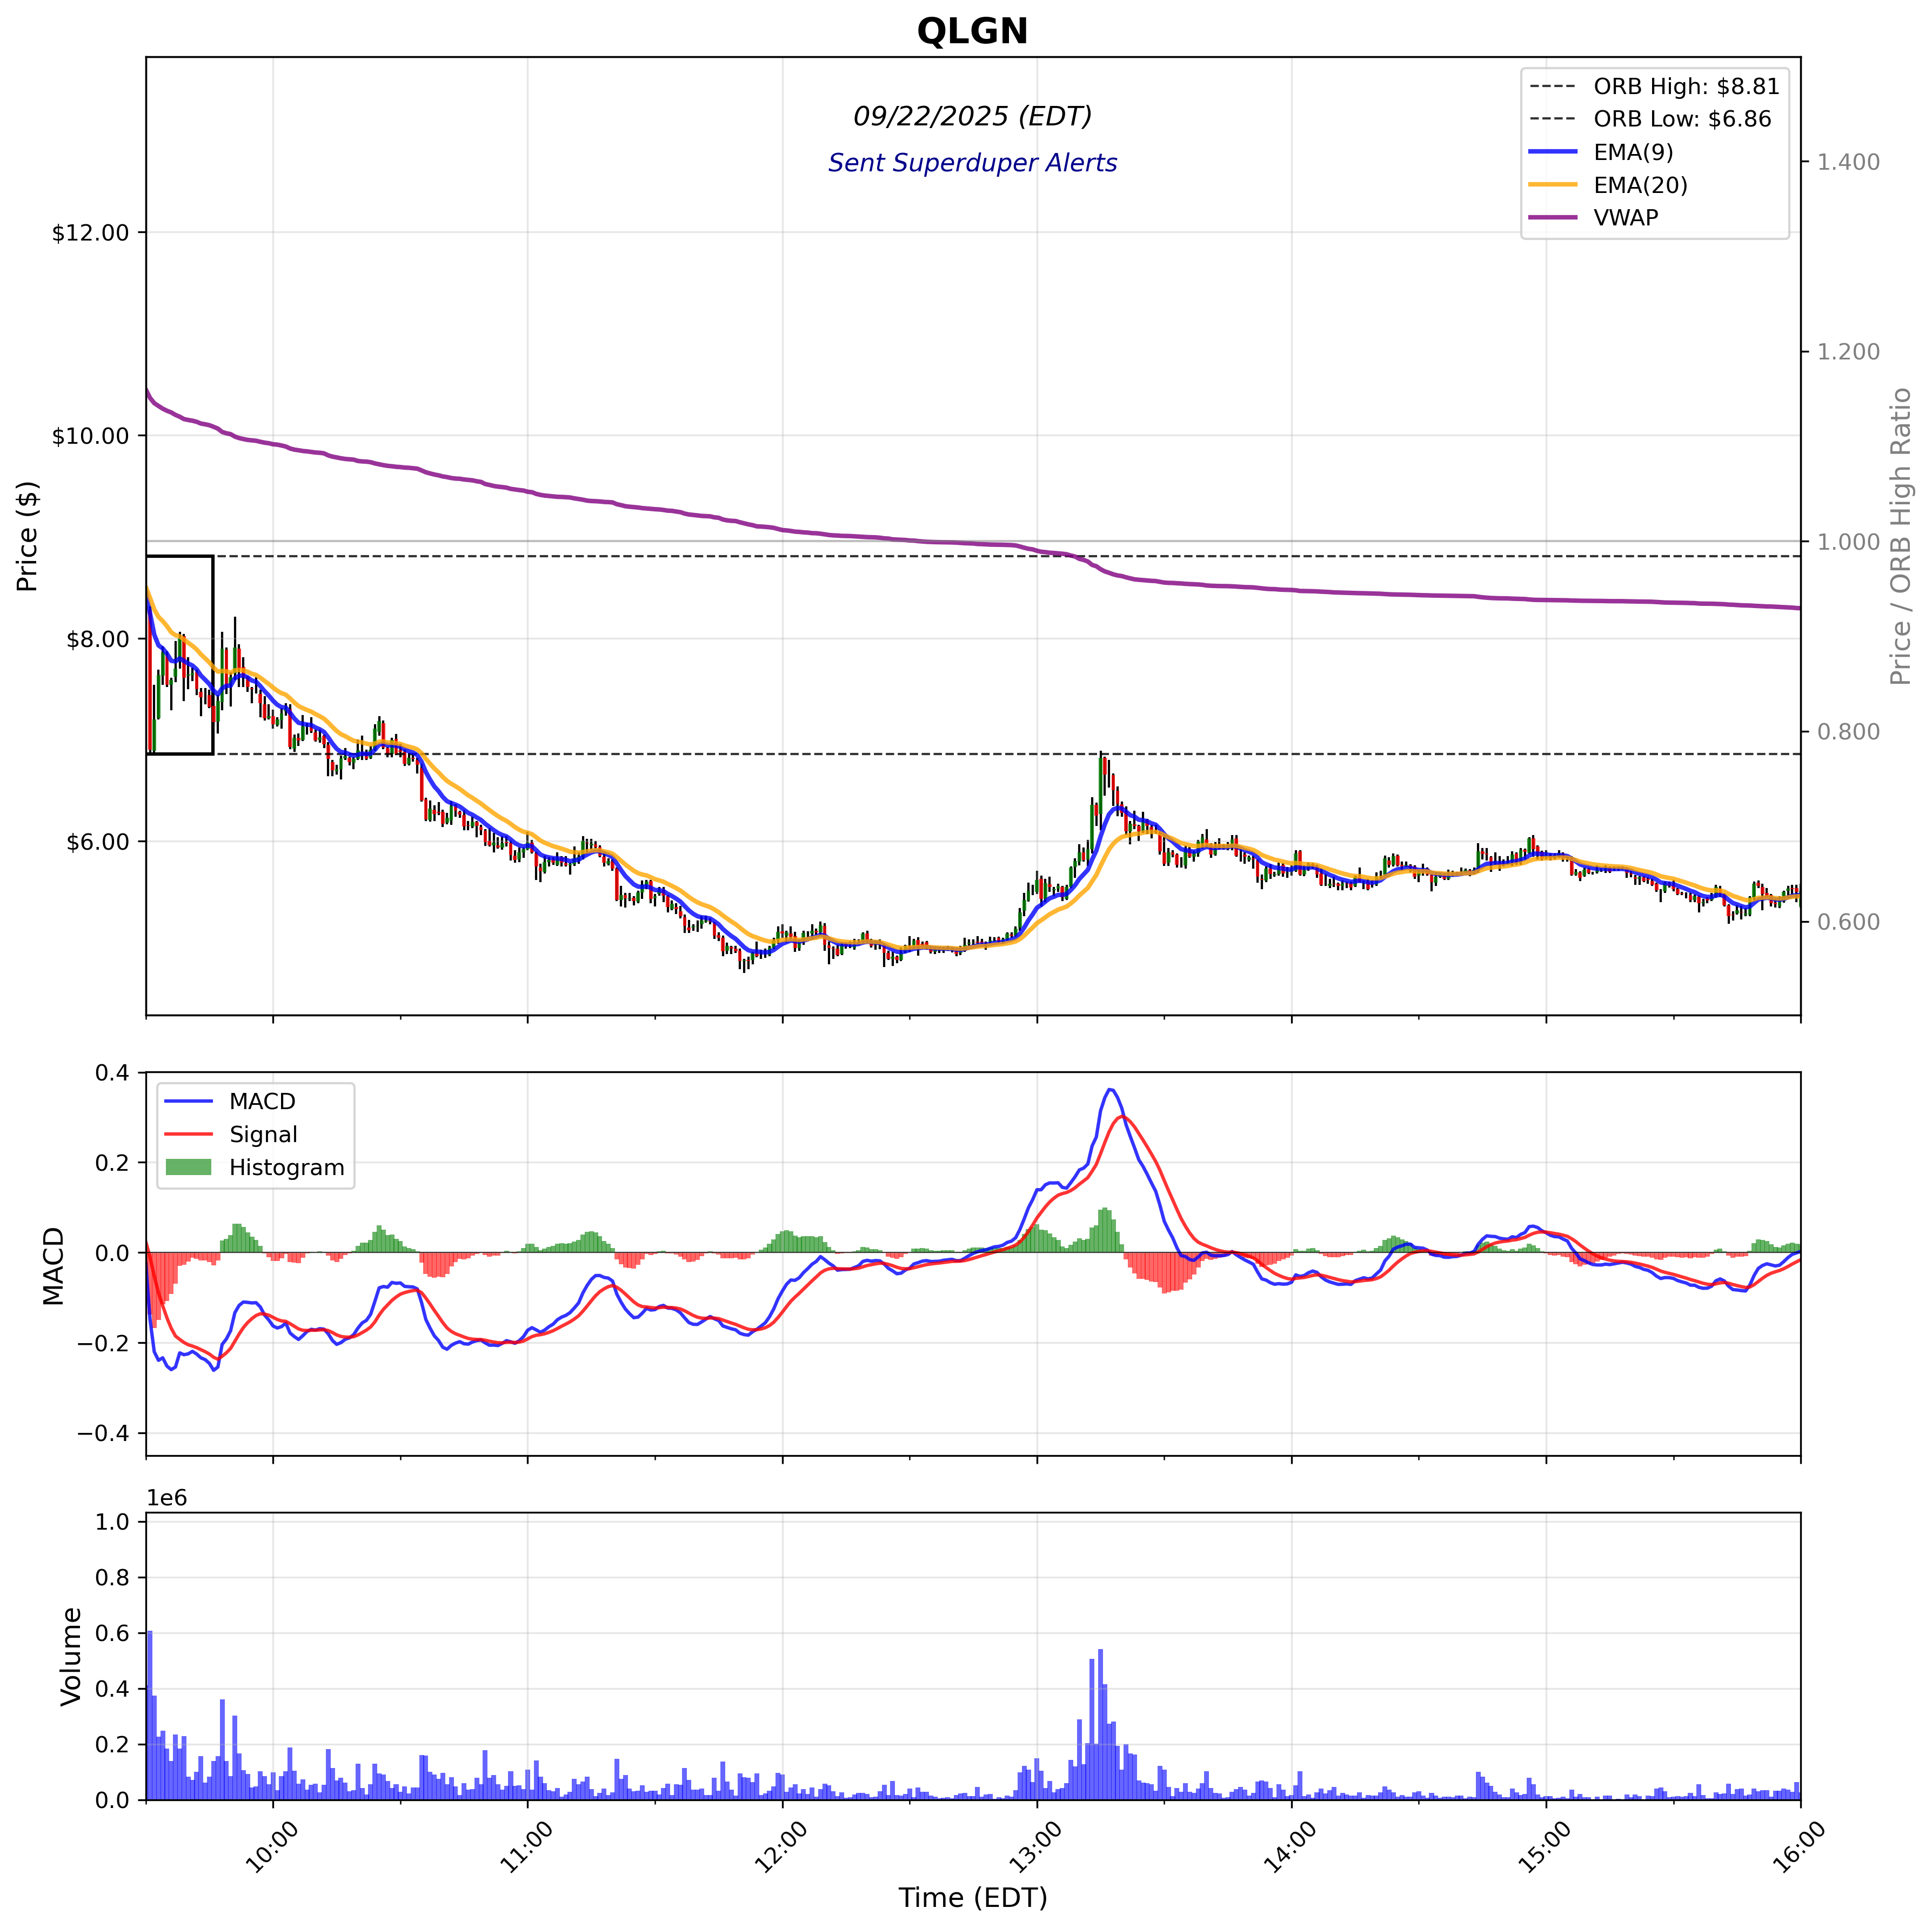 QLGN
09/22/2025 (EDT)
Sent Superduper Alerts
ORB High: $8.81
ORB Low: $6.86
EMA(9)
EMA(20)
VWAP
Price ($)
$12.00
$10.00
$8.00
$6.00
Price / ORB High Ratio
1.400
1.200
1.000
0.800
0.600
MACD
Signal
Histogram
MACD
0.4
0.2
0.0
−0.2
−0.4
1e6
Volume
1.0
0.8
0.6
0.4
0.2
0.0
10:00
11:00
12:00
13:00
14:00
15:00
16:00
Time (EDT)